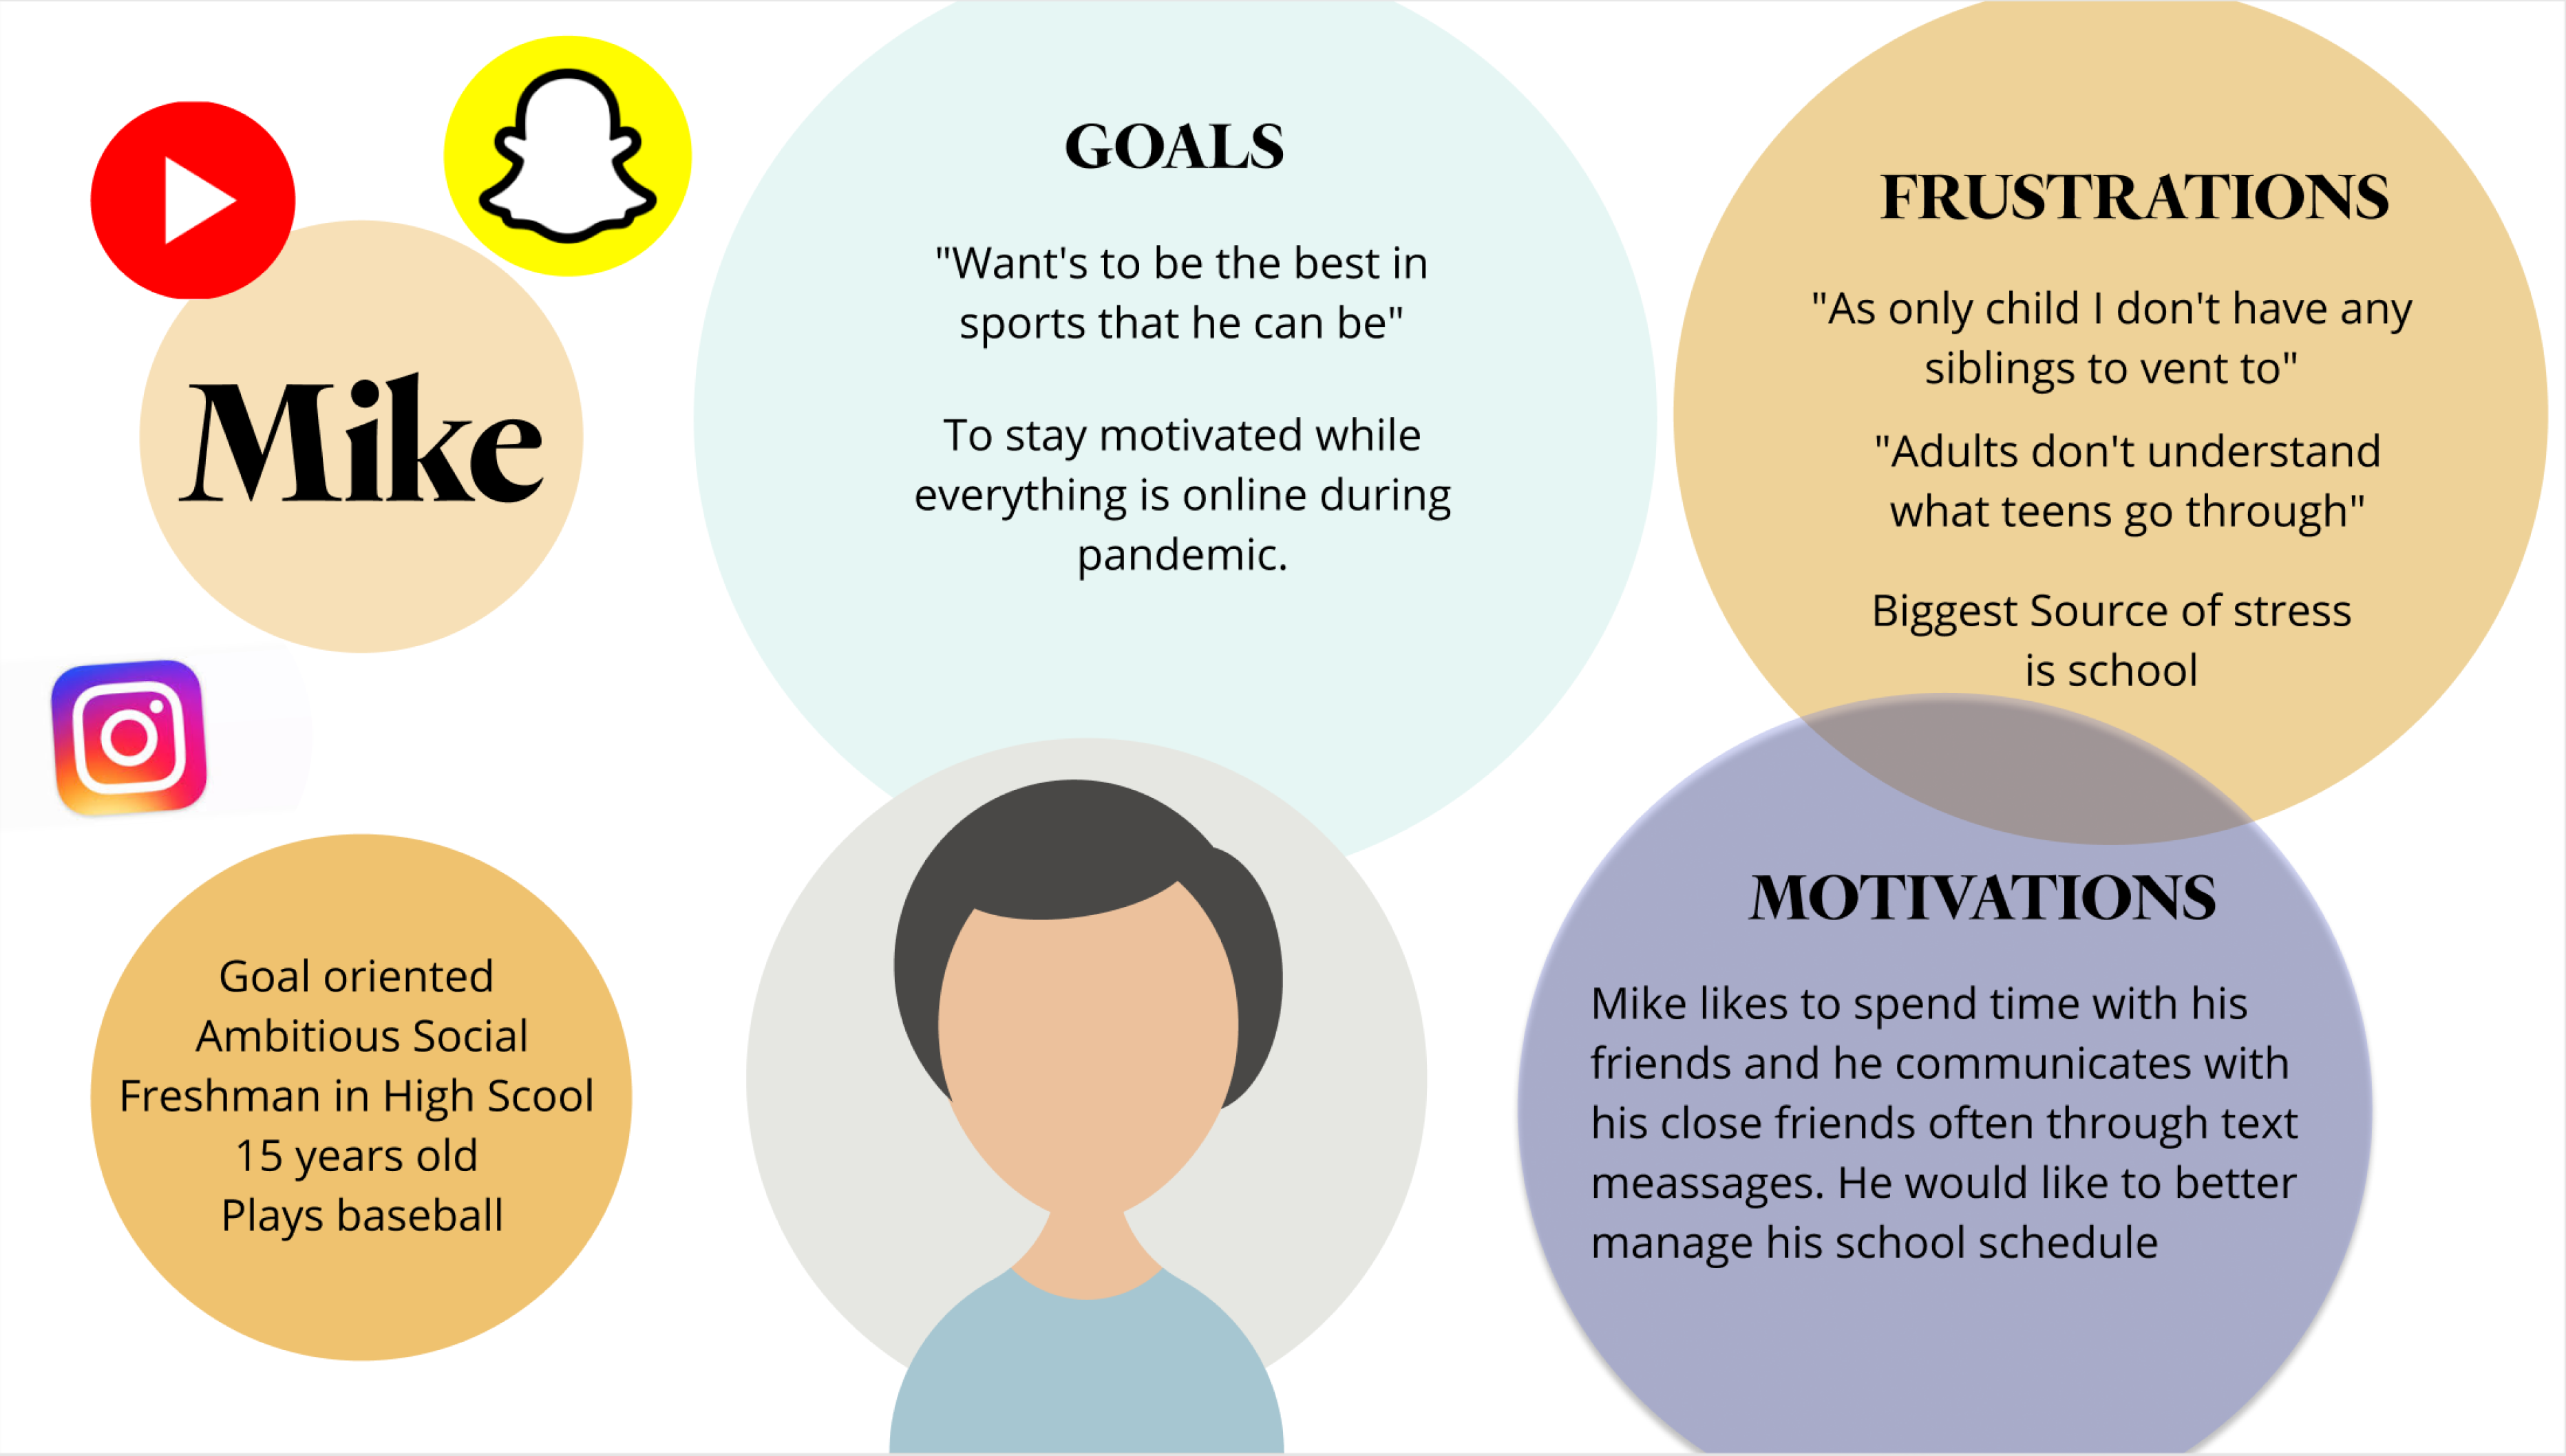 Mike
Goal oriented
Ambitious Social
Freshman in High Scool
15 years old
Plays baseball
GOALS
"Want's to be the best in
sports that he can be"
To stay motivated while
everything is online during
pandemic.
FRUSTRATIONS
"As only child I don't have any
siblings to vent to"
"Adults don't understand
what teens go through"
Biggest Source of stress
is school
MOTIVATIONS
Mike likes to spend time with his
friends and he communicates with
his close friends often through text
meassages. He would like to better
manage his school schedule